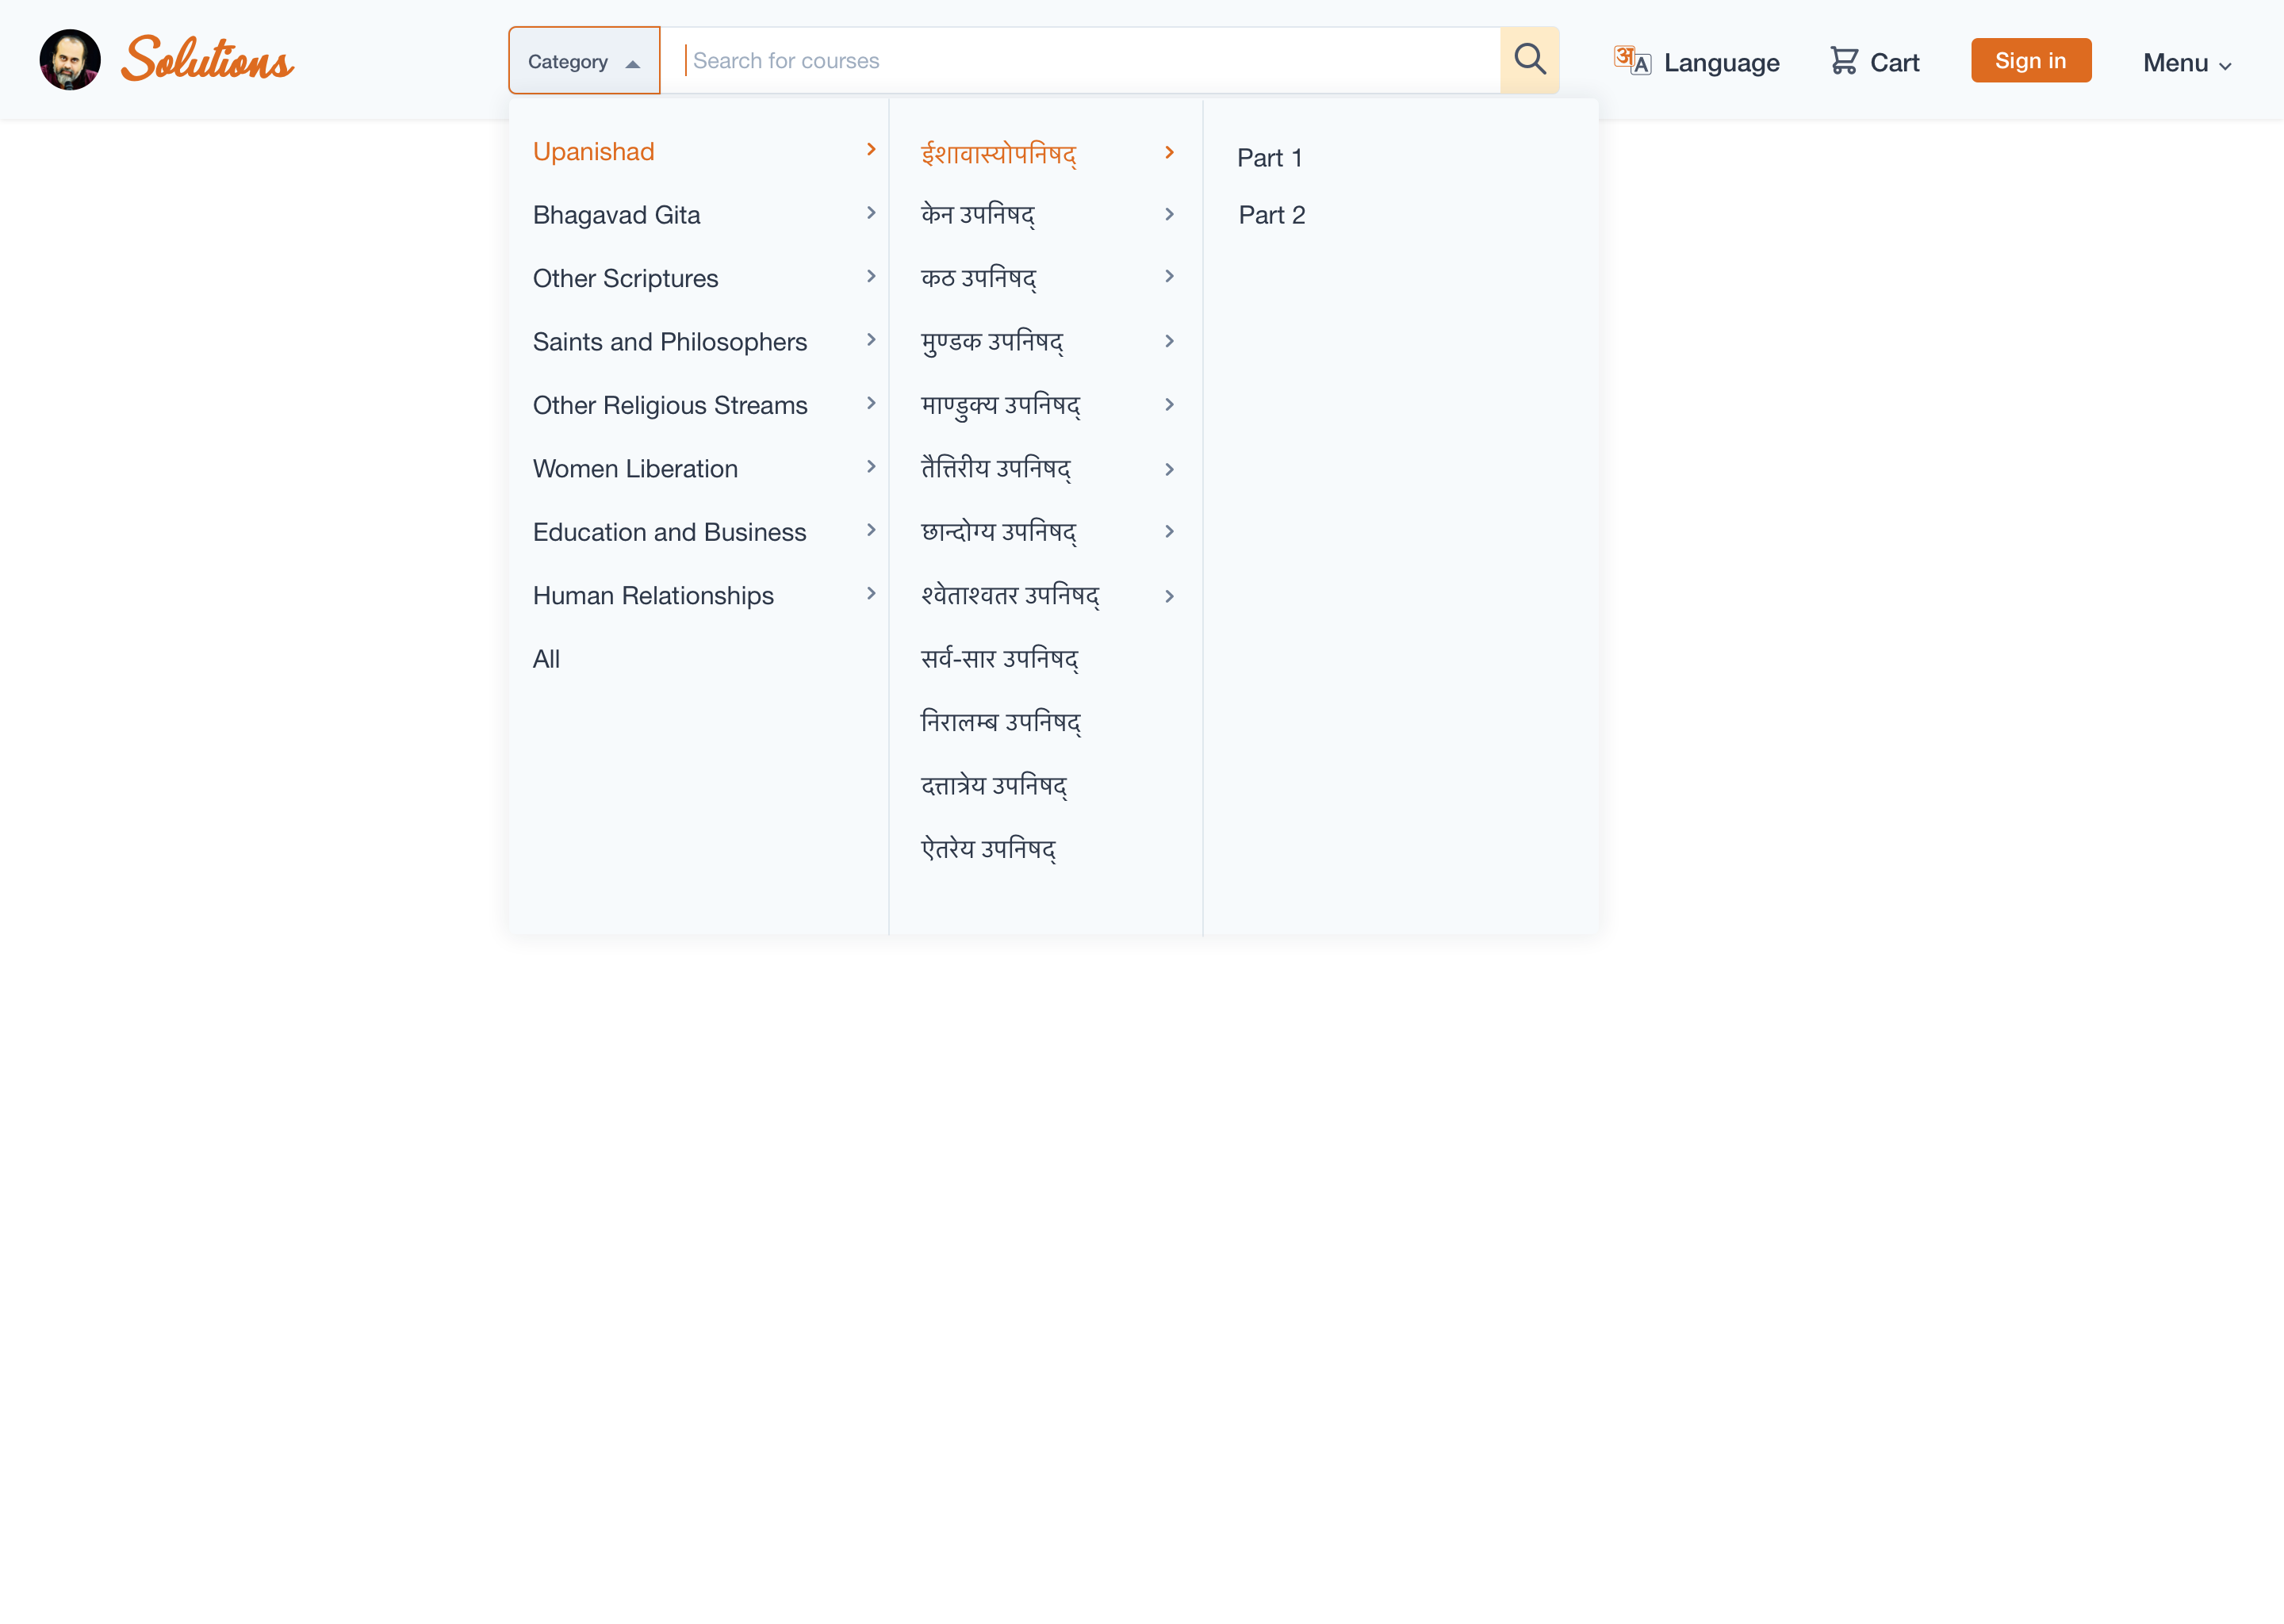 Solutions
Category
Search for courses
अ A
Language
Cart
Sign in
Menu
Upanishad
Bhagavad Gita
Other Scriptures
Saints and Philosophers
Other Religious Streams
Women Liberation
Education and Business
Human Relationships
All
ईशावास्योपनिषद्
केन उपनिषद्
कठ उपनिषद्
मुण्डक उपनिषद्
माण्डुक्य उपनिषद्
तैत्तिरीय उपनिषद्
छान्दोग्य उपनिषद्
श्वेताश्वतर उपनिषद्
सर्व-सार उपनिषद्
निरालम्ब उपनिषद्
दत्तात्रेय उपनिषद्
ऐतरेय उपनिषद्
Part 1
Part 2